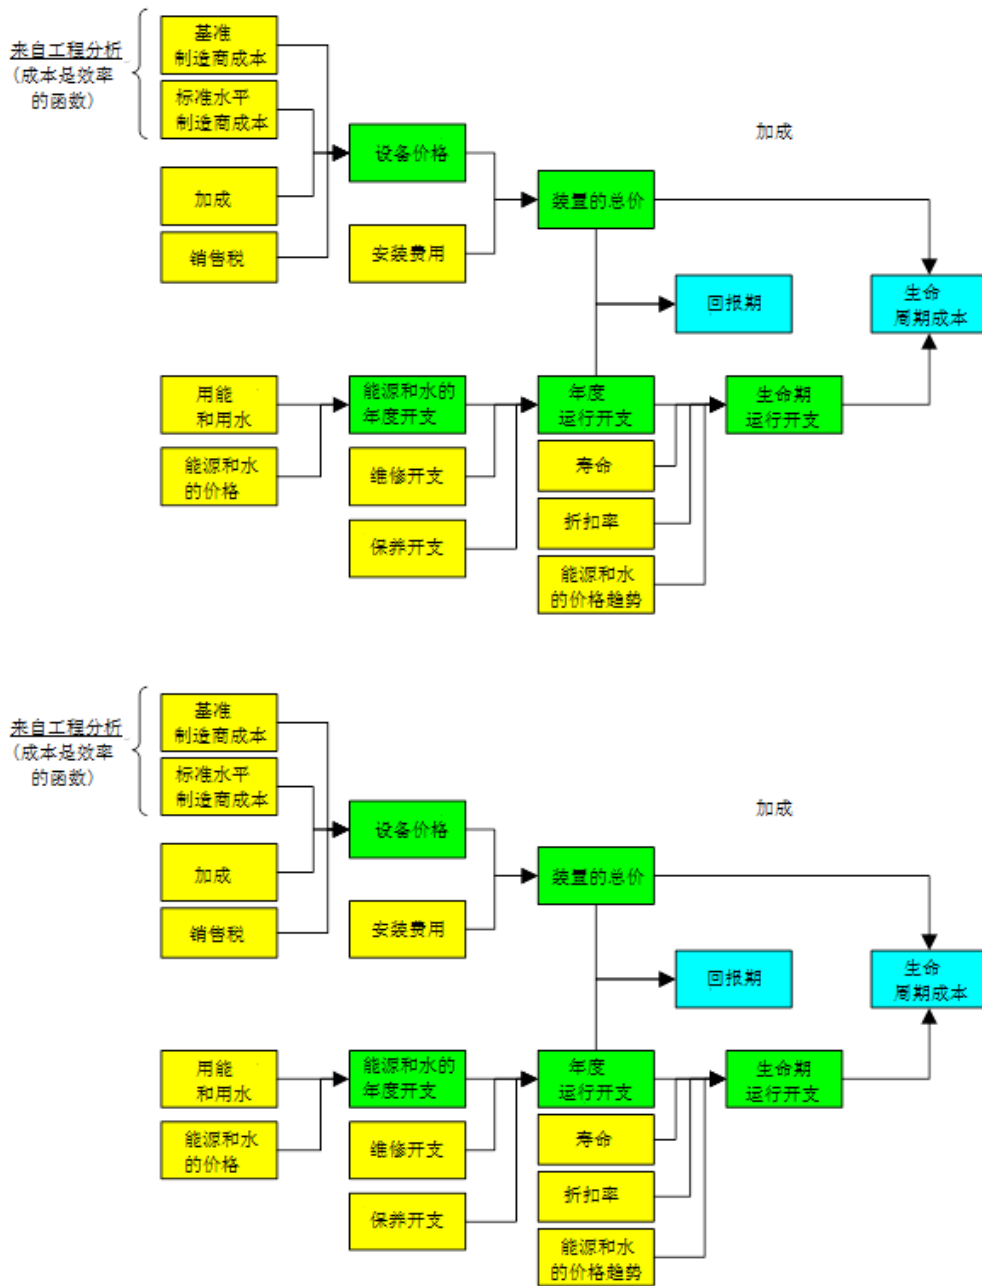 来自工程分析
(成本是效率
的函数)
基准
制造商成本
标准水平
制造商成本
加成
销售税
设备价格
安装费用
加成
装置的总价
回报期
生命
周期成本
用能
和用水
能源和水
的价格
能源和水的
年度开支
维修开支
保养开支
年度
运行开支
寿命
折扣率
能源和水
的价格趋势
生命期
运行开支
来自工程分析
(成本是效率
的函数)
基准
制造商成本
标准水平
制造商成本
加成
销售税
设备价格
安装费用
加成
装置的总价
回报期
生命
周期成本
用能
和用水
能源和水
的价格
能源和水的
年度开支
维修开支
保养开支
年度
运行开支
寿命
折扣率
能源和水
的价格趋势
生命期
运行开支